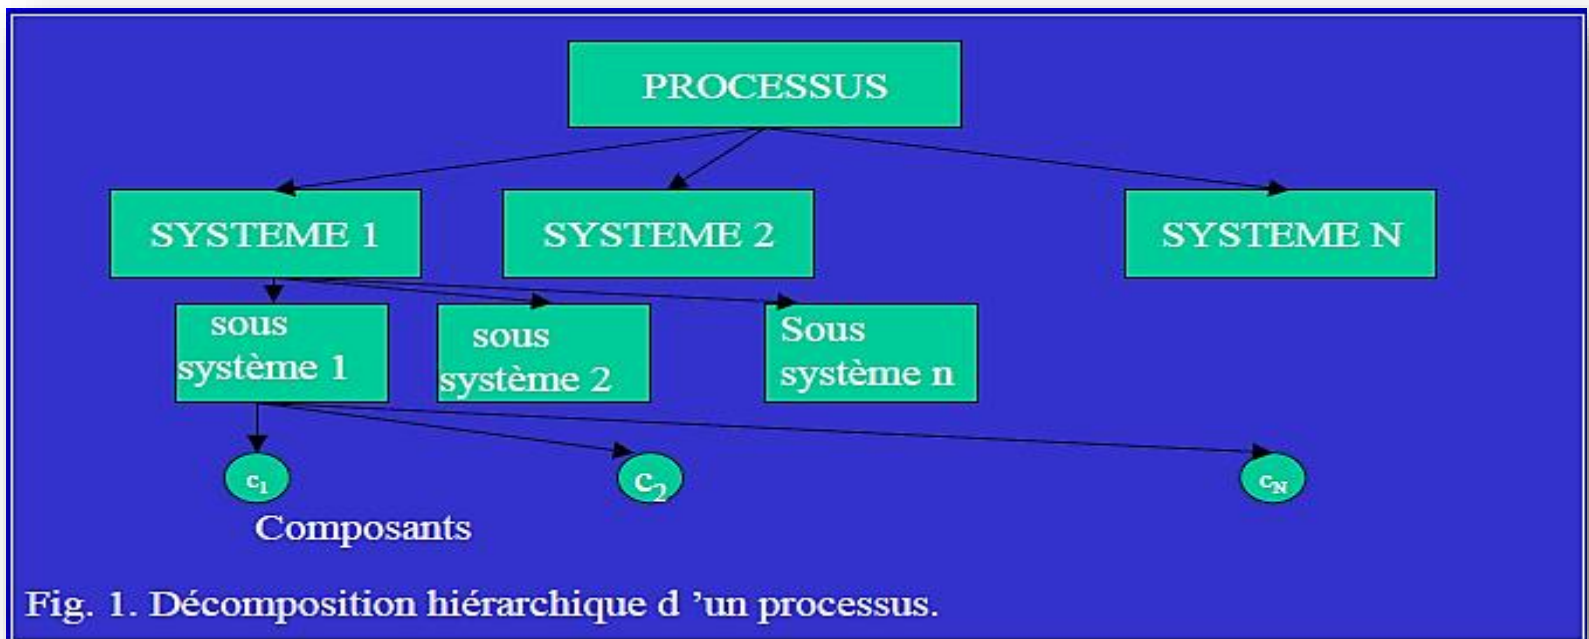 PROCESSUS
SYSTEME 1
SYSTEME 2
SYSTEME N
sous
système 1
sous
système 2
Sous
système n
c₁
c₂
c_N
Composants
Fig. 1. Décomposition hiérarchique d ’un processus.